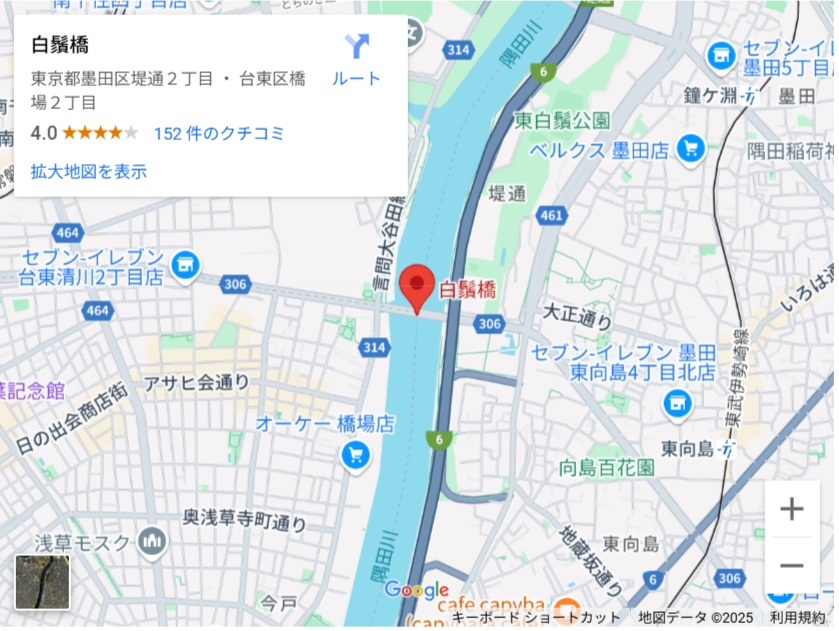 白鬚橋
東京都墨田区堤通２丁目 ・ 台東区橋
場２丁目
4.0
152 件のクチコミ
拡大地図を表示
ルート
314
隅田川
6
セブン-イレ
墨田5丁目
鐘ケ淵
墨田
東白鬚公園
ベルクス 墨田店
隅田稲荷神
堤通
461
464
言問大谷田
セブン-イレブン
台東清川2丁目店
306
464
白鬚橋
306
大正通り
いろは通
314
セブン-イレブン 墨田
東向島4丁目北店
東武伊勢崎線
葉記念館
アサヒ会通り
日の出会商店街
オーケー 橋場店
6
東向島
向島百花園
奥浅草寺町通り
浅草モスク
隅田川
地蔵坂通り
東向島
6
306
今戸
Google
cafe capyba
キーボード ショートカット
地図データ ©2025
利用規約
+
−